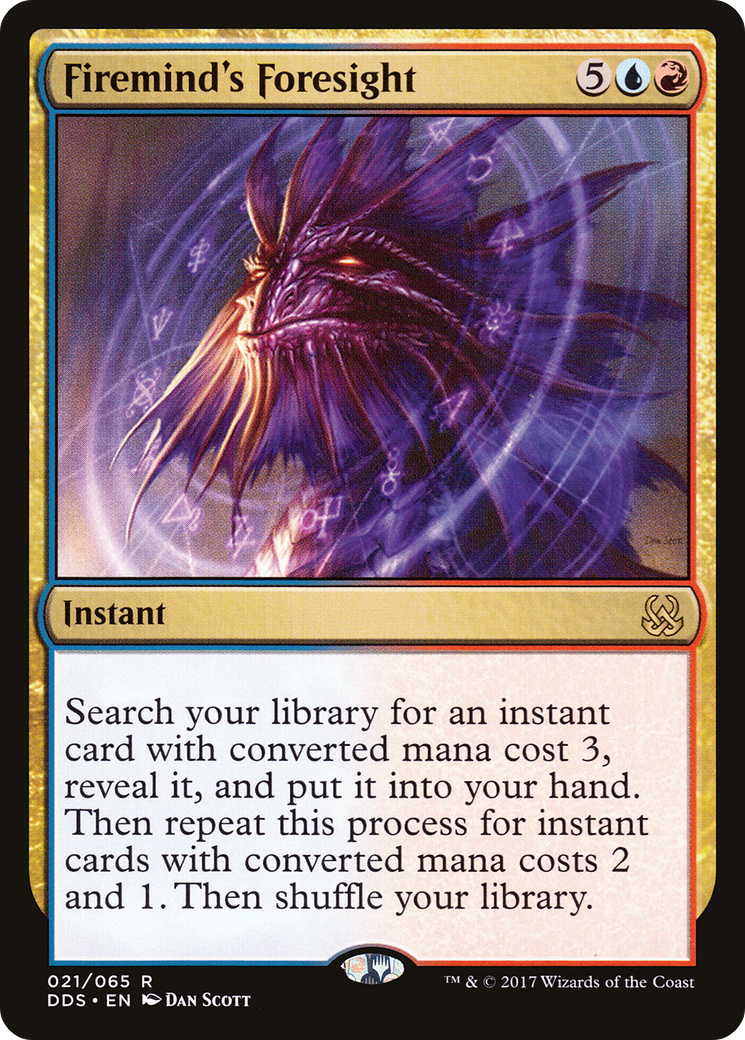 Firemind's Foresight 5
Dan Scott
Instant
Search your library for an instant
card with converted mana cost 3,
reveal it, and put it into your hand.
Then repeat this process for instant
cards with converted mana costs 2
and 1. Then shuffle your library.
021/065 R
DDS • EN Dan Scott
™ & © 2017 Wizards of the Coast